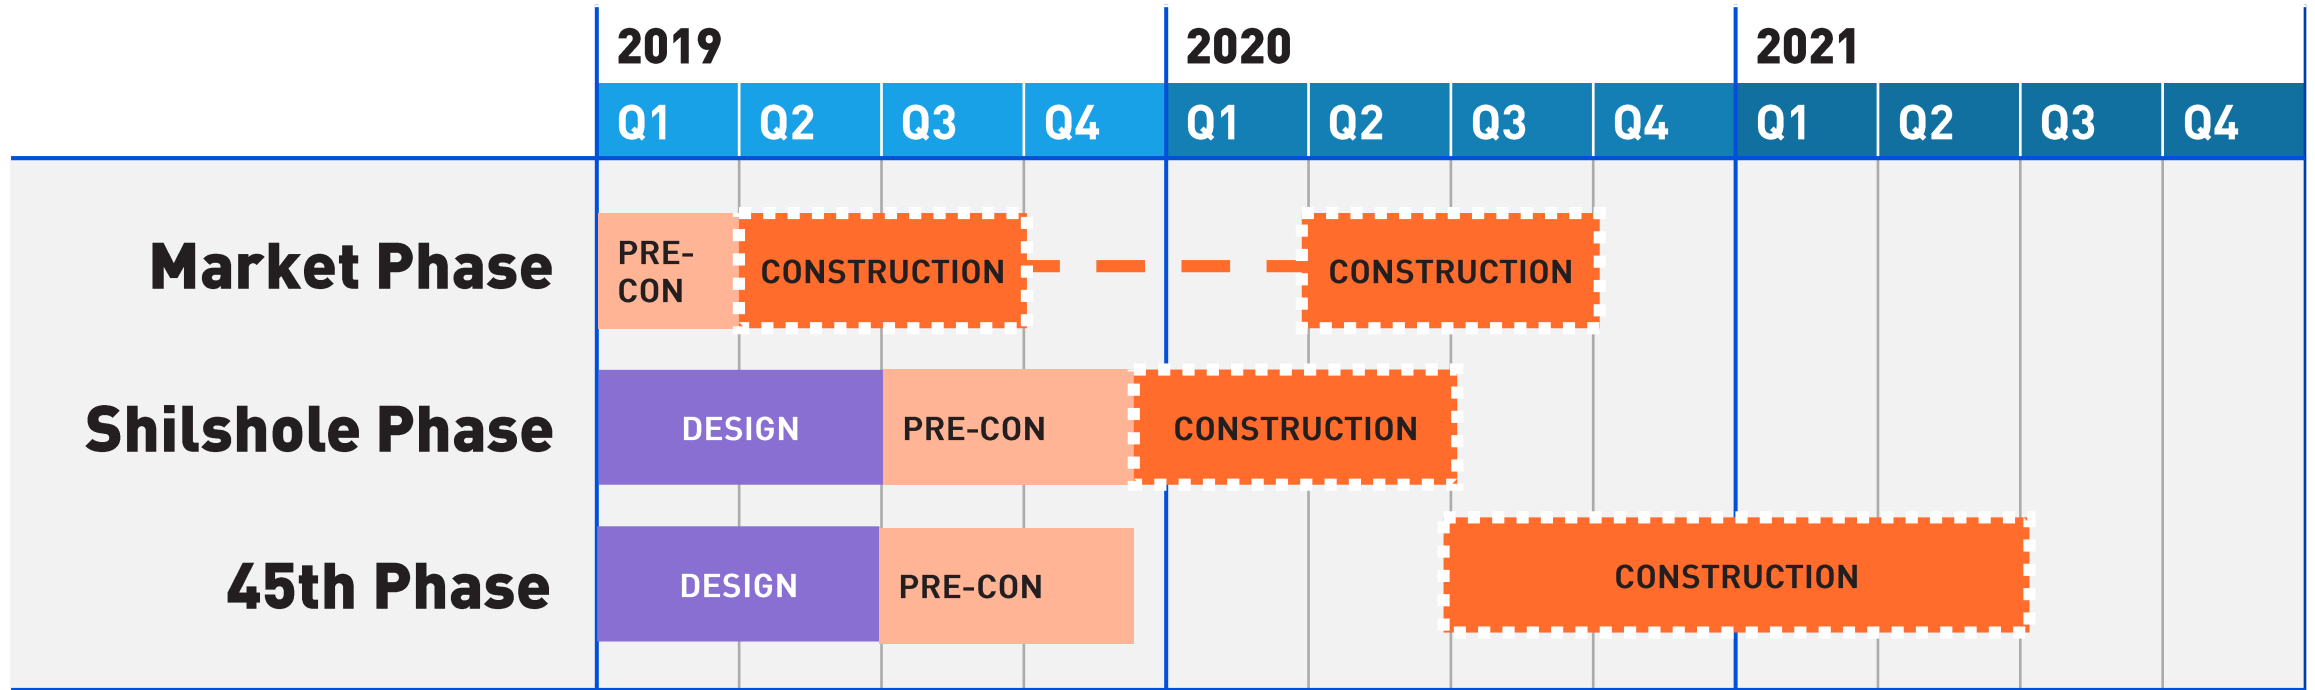 2019 2020 2021
Q1 Q2 Q3 Q4 Q1 Q2 Q3 Q4 Q1 Q2 Q3 Q4
Market Phase
PRE-
CON
CONSTRUCTION
CONSTRUCTION
Shilshole Phase
DESIGN
PRE-CON
CONSTRUCTION
45th Phase
DESIGN
PRE-CON
CONSTRUCTION